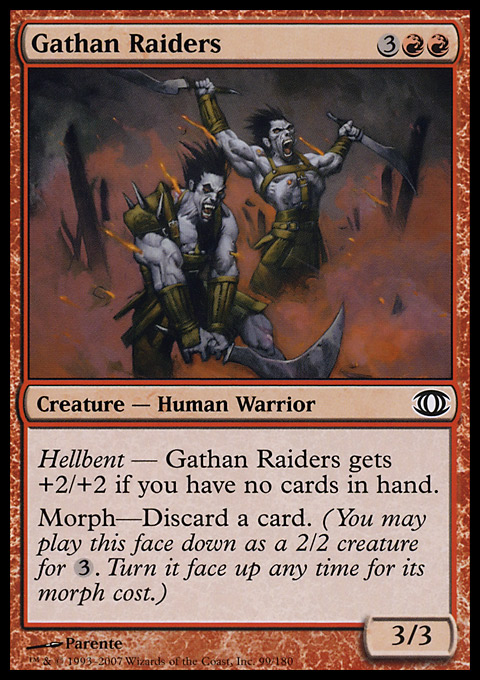 Gathan Raiders 3
Creature — Human Warrior
Hellbent — Gathan Raiders gets
+2/+2 if you have no cards in hand.
Morph—Discard a card. (You may
play this face down as a 2/2 creature
for 3. Turn it face up any time for its
morph cost.)
3/3
Parente
™ & © 1993–2007 Wizards of the Coast, Inc. 99/180